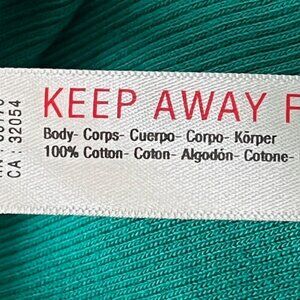 KEEP AWAY F
Body- Corps- Cuerpo- Corpo- Körper
100% Cotton- Coton- Algodón- Cotone-
CA : 32054